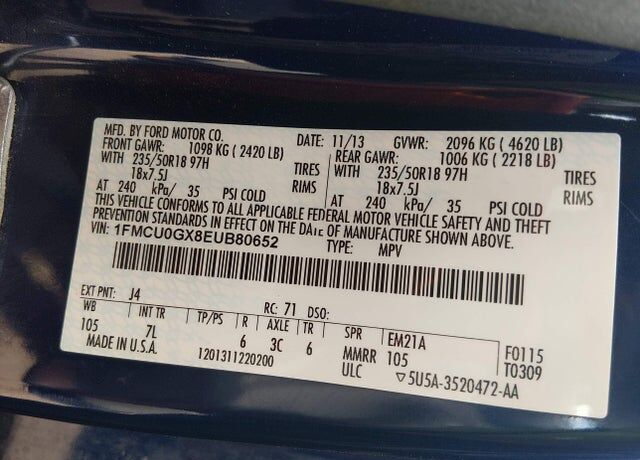 MFD. BY FORD MOTOR CO. DATE: 11/13 GVWR: 2096 KG ( 4620 LB)
FRONT GAWR: 1098 KG ( 2420 LB) REAR GAWR: 1006 KG ( 2218 LB)
WITH 235/50R18 97H TIRES WITH 235/50R18 97H TIRES
18x7.5J RIMS 18x7.5J RIMS
AT 240 kPa/ 35 PSI COLD AT 240 kPa/ 35 PSI COLD
THIS VEHICLE CONFORMS TO ALL APPLICABLE FEDERAL MOTOR VEHICLE SAFETY AND THEFT
PREVENTION STANDARDS IN EFFECT ON THE DATE OF MANUFACTURE SHOWN ABOVE.
VIN: 1FMCU0GX8EUB80652 TYPE: MPV
EXT PNT: J4 RC: 71 DSO:
WB INT TR TP/PS R AXLE TR SPR EM21A F0115
105 7L 6 3C 6 MMRR 105 T0309
MADE IN U.S.A. 1201311220200 ULC ▽5U5A-3520472-AA